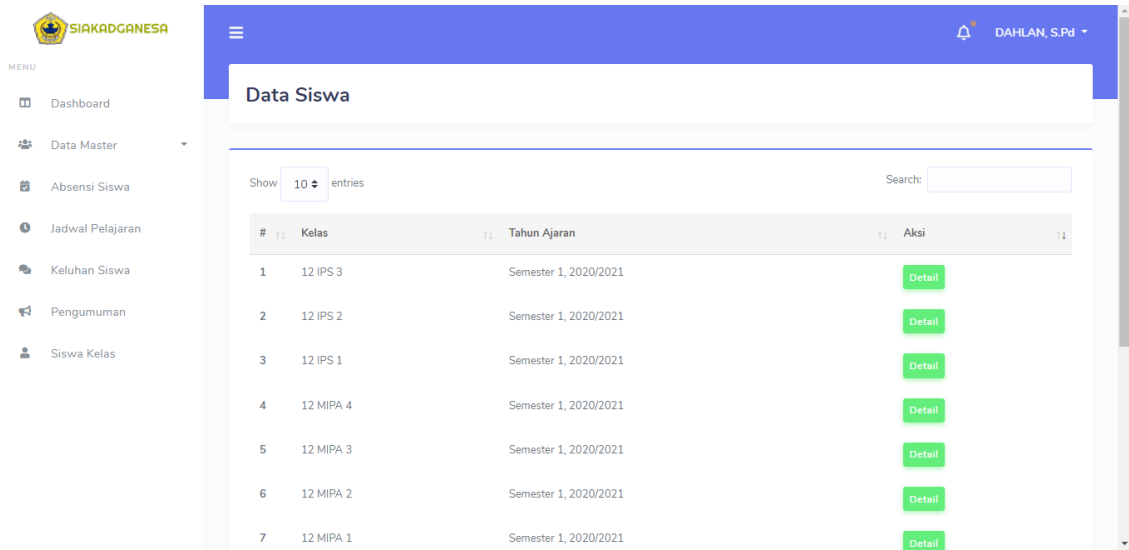 SIAKADGANESA
DAHLAN, S.Pd
MENU
Dashboard
Data Master
Absensi Siswa
Jadwal Pelajaran
Keluhan Siswa
Pengumuman
Siswa Kelas
Data Siswa
Show 10 entries
Search:
# Kelas Tahun Ajaran Aksi
1 12 IPS 3 Semester 1, 2020/2021 Detail
2 12 IPS 2 Semester 1, 2020/2021 Detail
3 12 IPS 1 Semester 1, 2020/2021 Detail
4 12 MIPA 4 Semester 1, 2020/2021 Detail
5 12 MIPA 3 Semester 1, 2020/2021 Detail
6 12 MIPA 2 Semester 1, 2020/2021 Detail
7 12 MIPA 1 Semester 1, 2020/2021 Detail